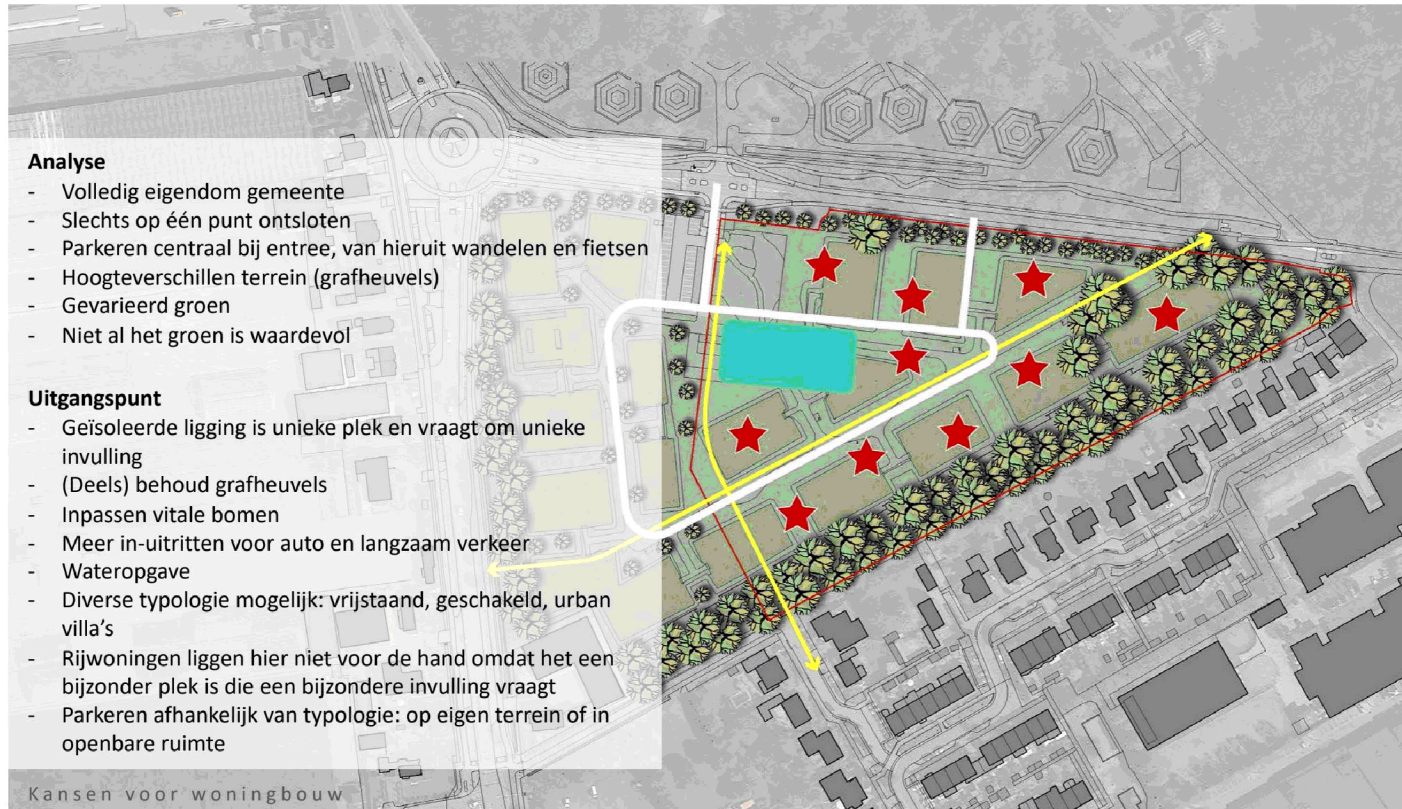 Analyse
- Volledig eigendom gemeente
- Slechts op één punt ontsloten
- Parkeren centraal bij entree, van hieruit wandelen en fietsen
- Hoogteverschillen terrein (grafheuvels)
- Gevarieerd groen
- Niet al het groen is waardevol
Uitgangspunt
- Geïsoleerde ligging is unieke plek en vraagt om unieke
invulling
- (Deels) behoud grafheuvels
- Inpassen vitale bomen
- Meer in-uitritten voor auto en langzaam verkeer
- Wateropgave
- Diverse typologie mogelijk: vrijstaand, geschakeld, urban
villa's
- Rijwoningen liggen hier niet voor de hand omdat het een
bijzonder plek is die een bijzondere invulling vraagt
- Parkeren afhankelijk van typologie: op eigen terrein of in
openbare ruimte
Kansen voor woningbouw